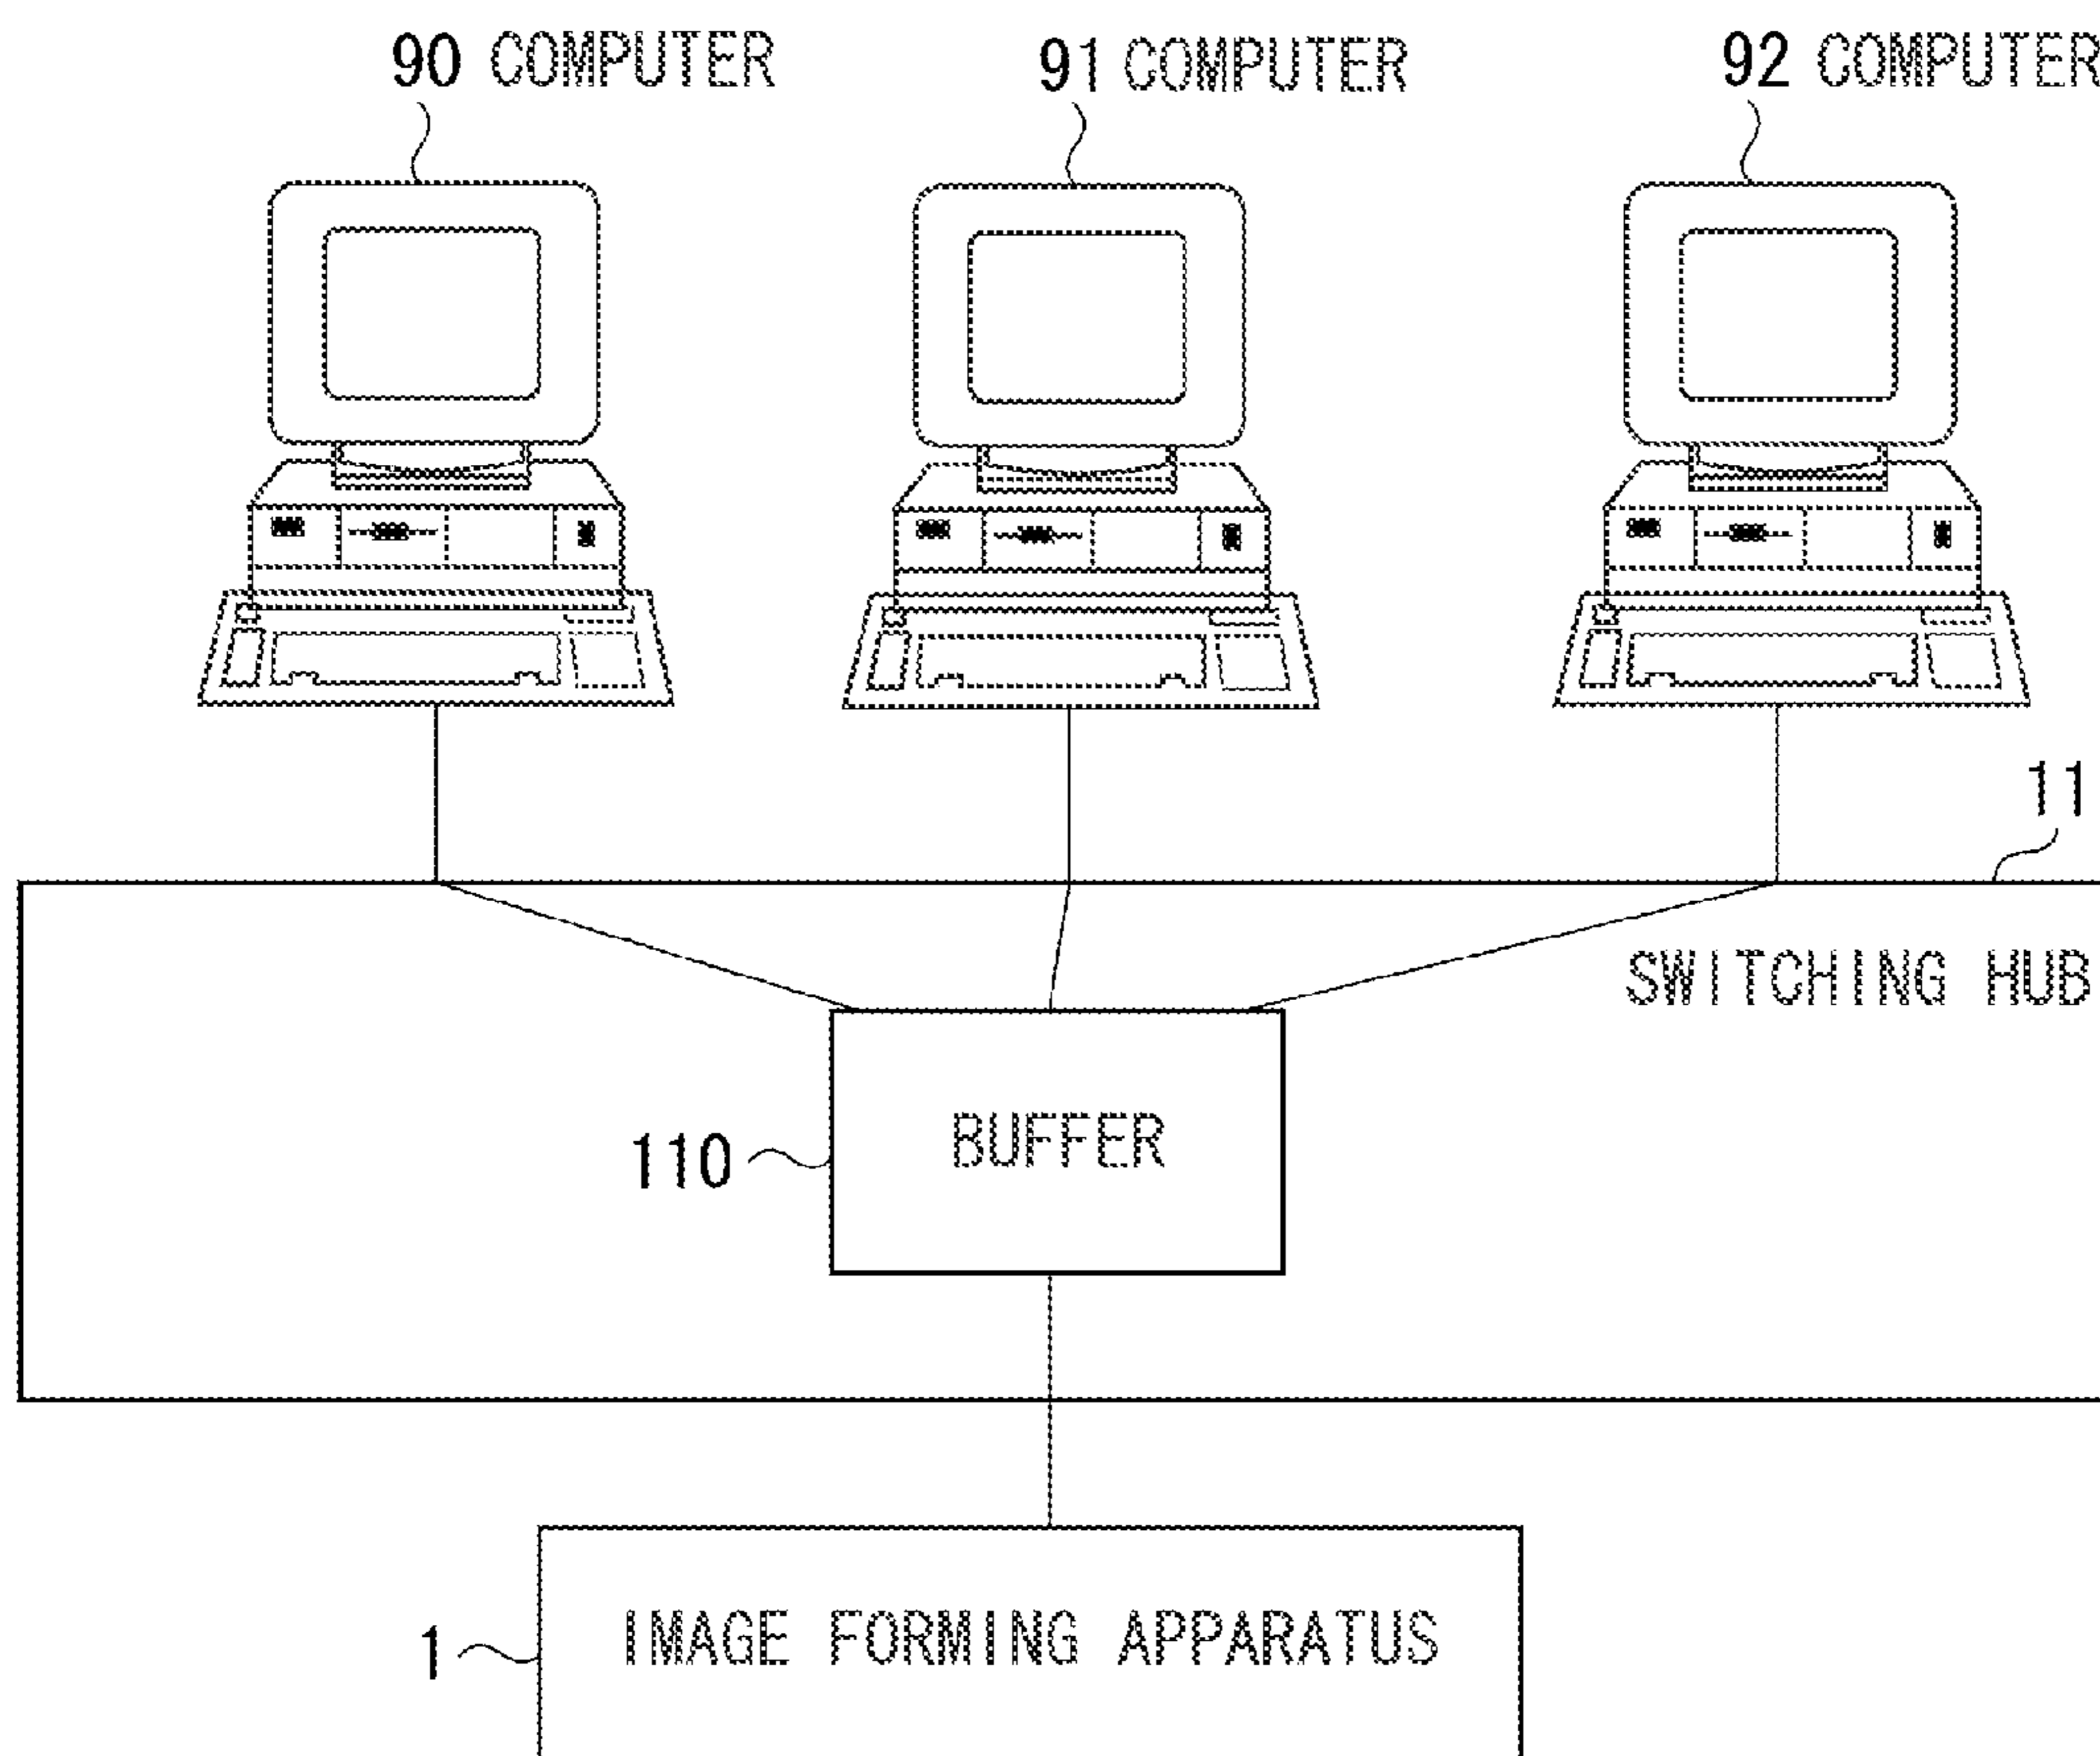 90 COMPUTER
91 COMPUTER
92 COMPUTER
11
SWITCHING HUB
BUFFER
110
IMAGE FORMING APPARATUS
1